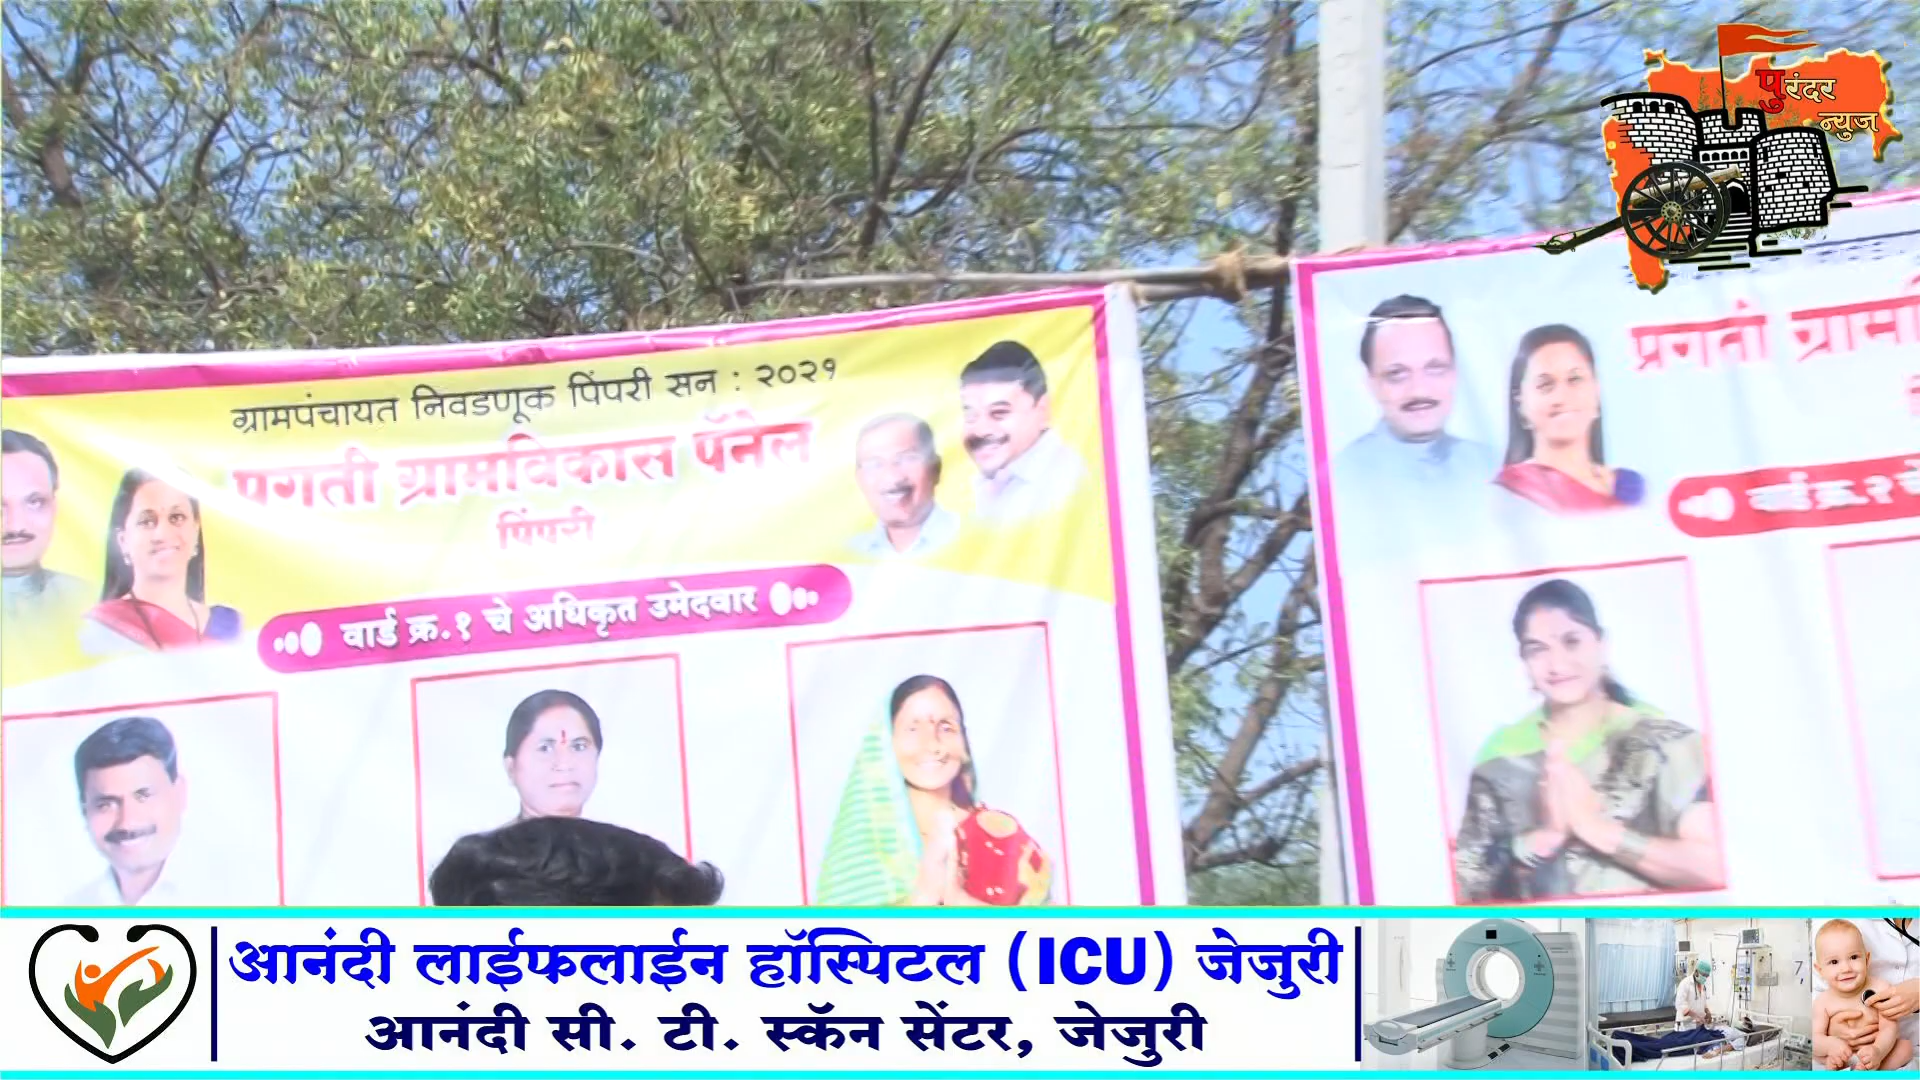 पुरंदर
न्युज
ग्रामपंचायत निवडणूक पिंपरी सन : २०२१
प्रगती ग्रामविकास पॅनेल
पिंपरी
वार्ड क्र.१ चे अधिकृत उमेदवार
प्रगती
वार्ड क्र.२ चे
आनंदी लाईफलाईन हॉस्पिटल (ICU) जेजुरी
आनंदी सी. टी. स्कॅन सेंटर, जेजुरी